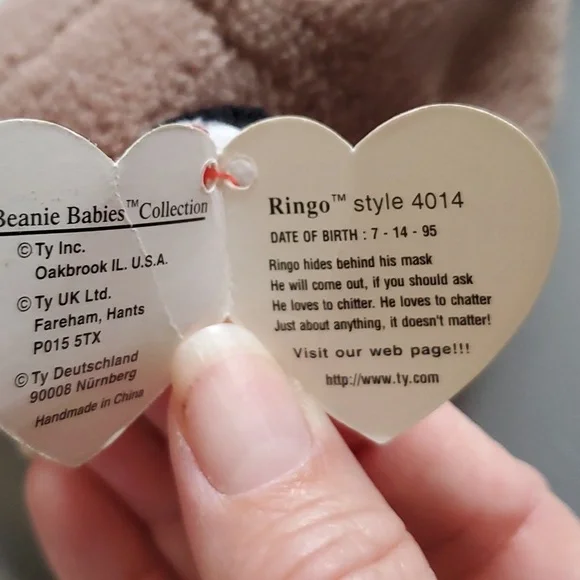 Beanie Babies™Collection
©Ty Inc.
Oakbrook IL. U.S.A.
©Ty UK Ltd.
Fareham, Hants
P015 5TX
©Ty Deutschland
90008 Nürnberg
Handmade in China
Ringo™ style 4014
DATE OF BIRTH : 7 - 14 - 95
Ringo hides behind his mask
He will come out, if you should ask
He loves to chitter. He loves to chatter
Just about anything, it doesn't matter!
Visit our web page!!!
http://www.ty.com